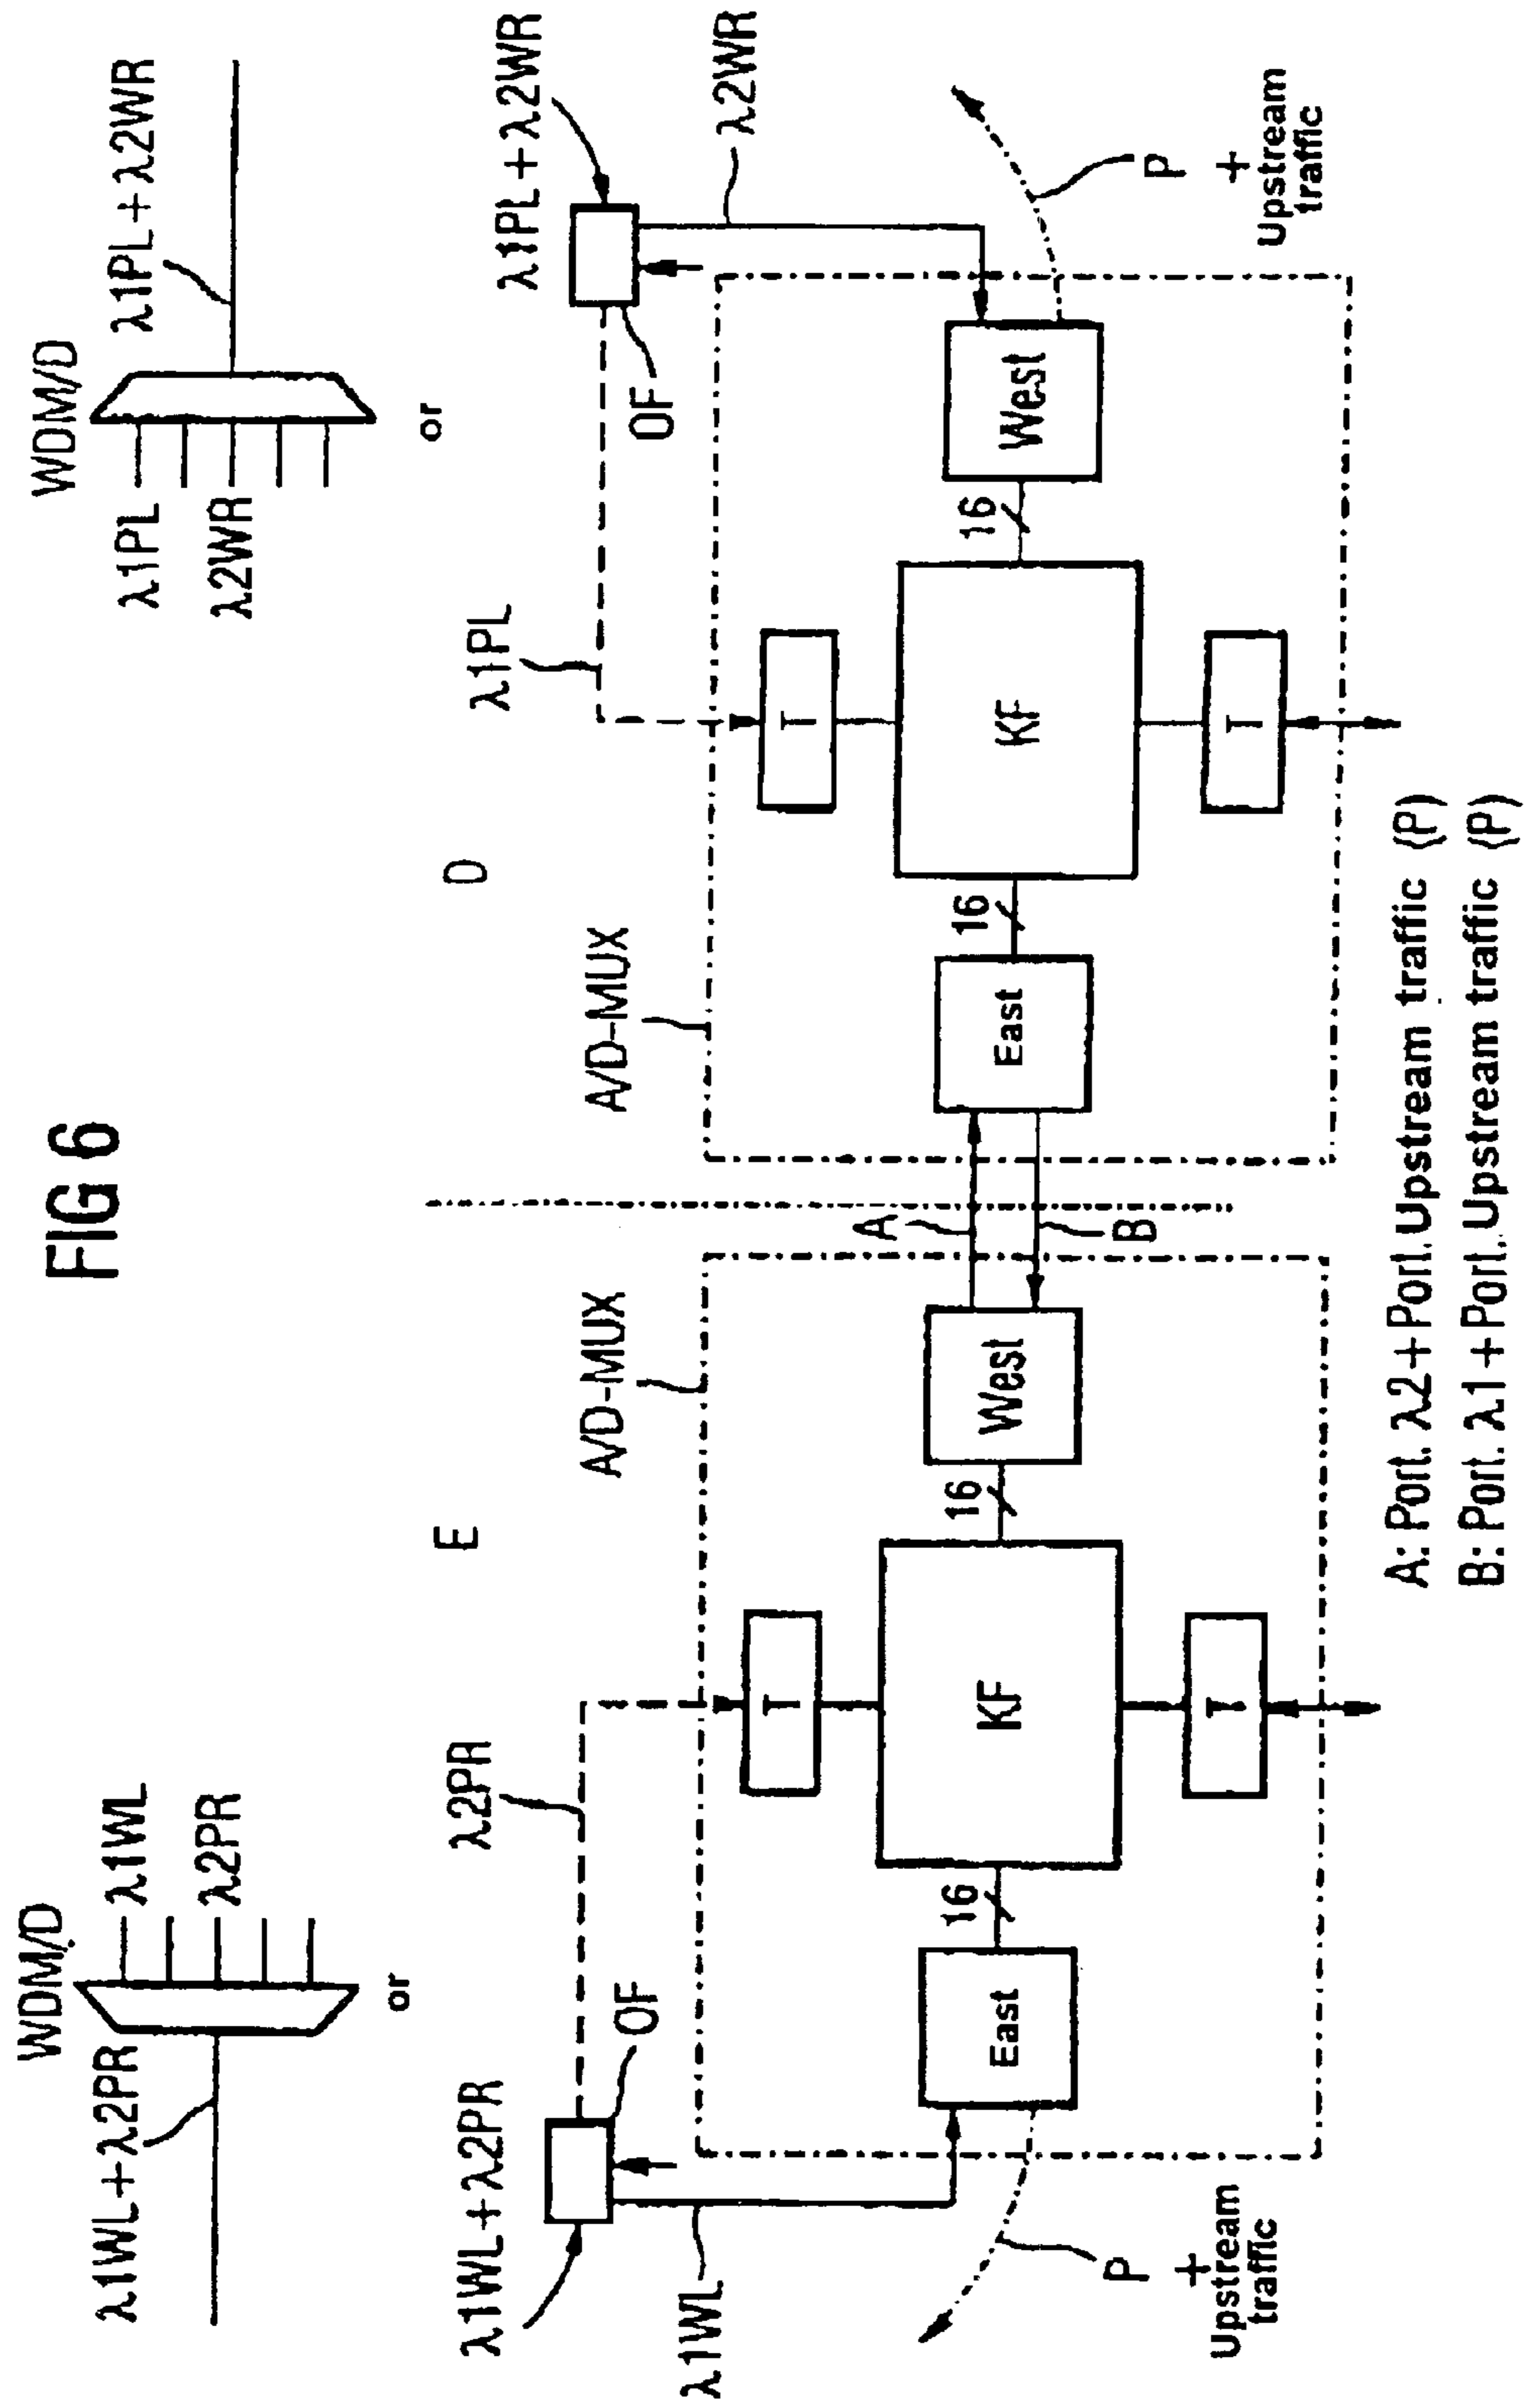 FIG 6
WDM/D
λ1WL+λ2PR
λ1WL
λ2PR
or
WDM/D
λ1PL
λ2WR
λ1PL+λ2WR
or
E
D
λ1WL+λ2PR
OF
λ2PR
λ1WL
A/D-MUX
A/D-MUX
λ1PL
OF
λ1PL+λ2WR
λ2WR
T
T
East
16
KF
16
West
A
B
East
16
KF
16
West
T
T
P
+
Upstream
traffic
P
+
Upstream
traffic
A: Port. λ2+Port. Upstream traffic (P)
B: Port. λ1+Port. Upstream traffic (P)